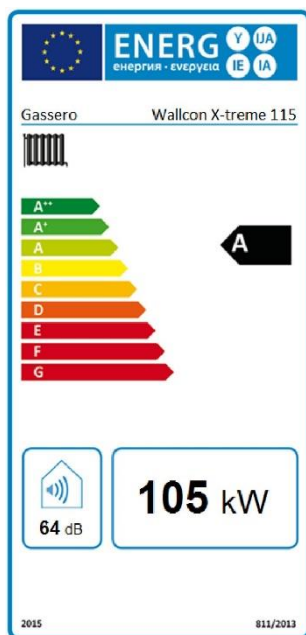 ENERG Y IJA
енергия · ενεργεια IE IA
Gassero Wallcon X-treme 115
A++
A+
A
B
C
D
E
F
G
A
64 dB
105 kW
2015 811/2013